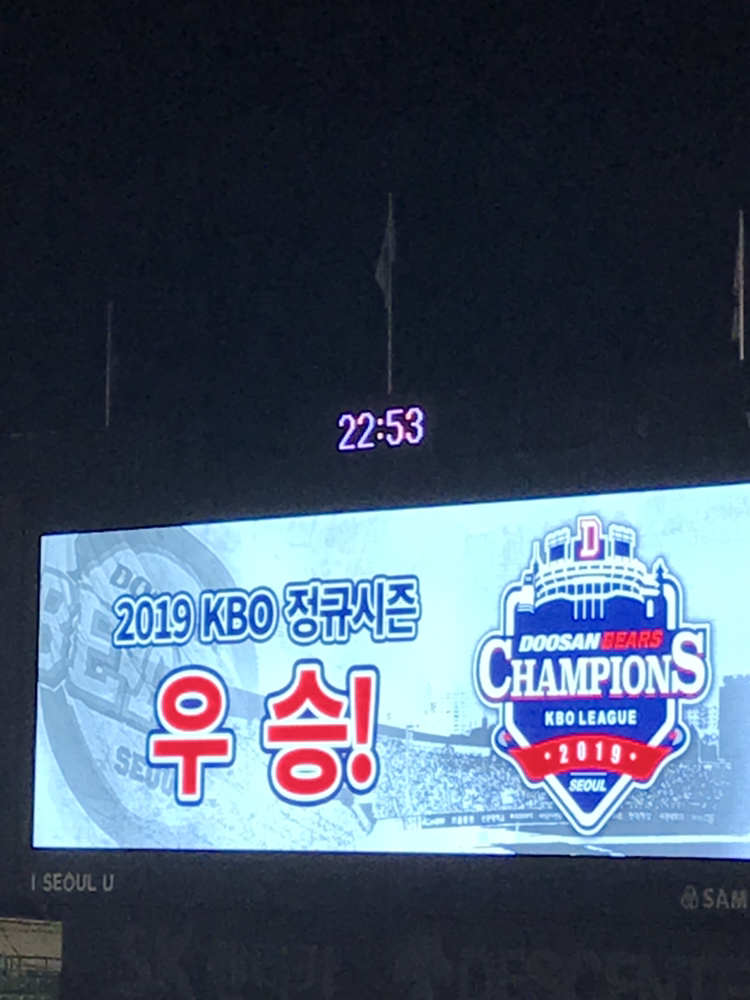 22:53
2019 KBO 정규시즌
우승!
D
DOOSAN BEARS
CHAMPIONS
KBO LEAGUE
· 2019 ·
SEOUL
I SEOUL U
SAM
DESCENTE